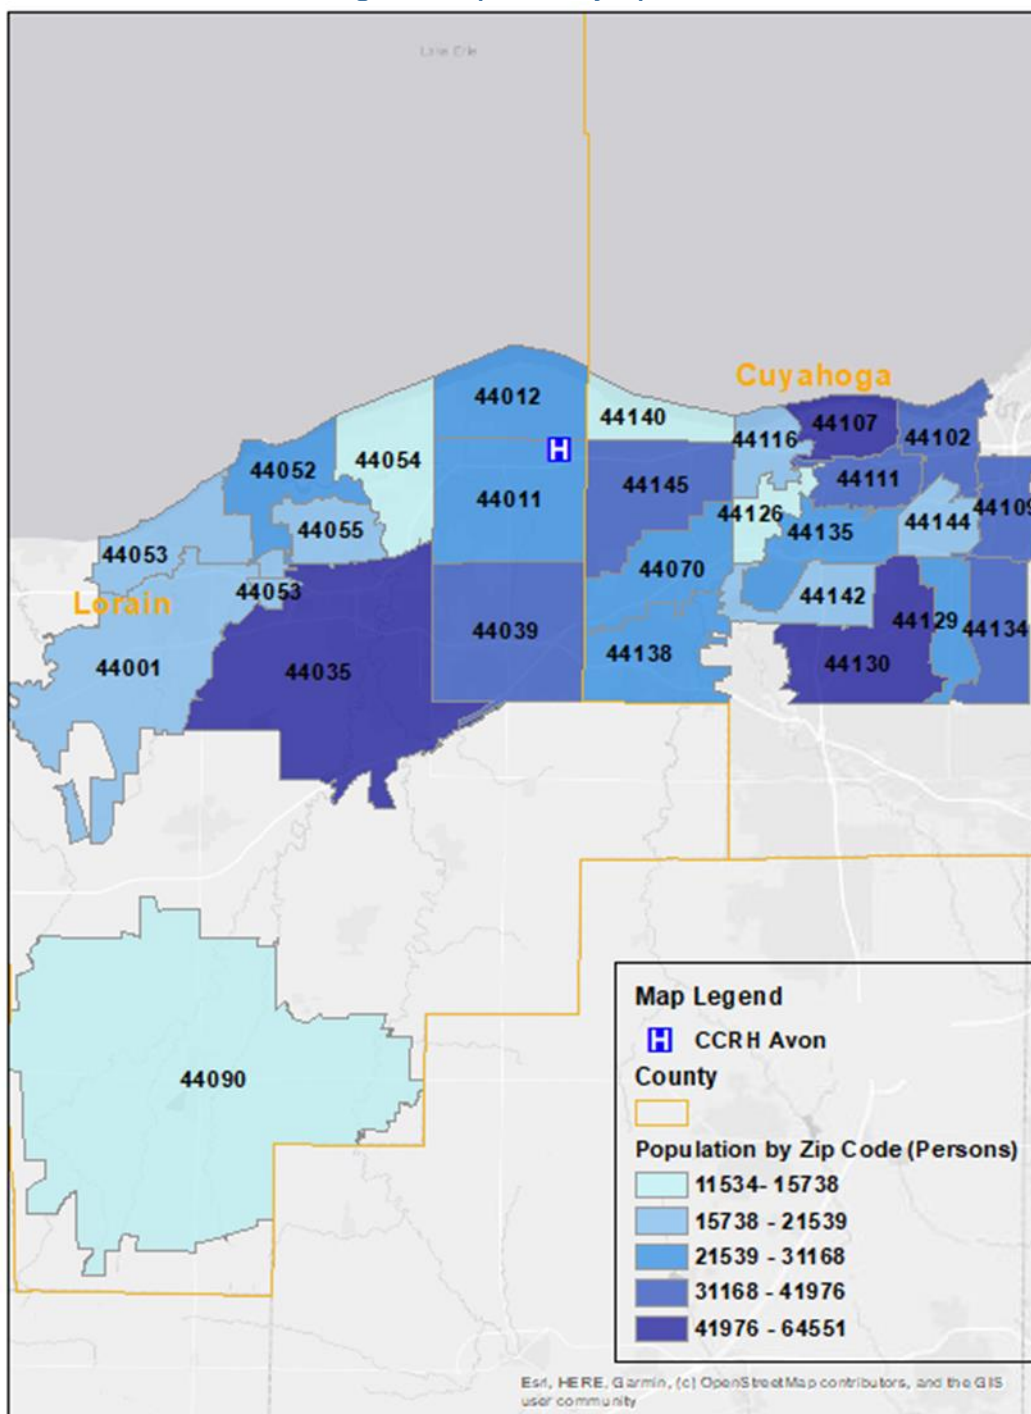 Lake Erie
Cuyahoga
44012
44107
44140
44116
44102
44054
44052
44145
44111
44011
44109
44126
44055
44135
44144
44053
44070
44053
44142
Lorain
44039
44129
44134
44138
44001
44035
44130
44090
Map Legend
H CCRH Avon
County
Population by Zip Code (Persons)
11534- 15738
15738 - 21539
21539 - 31168
31168 - 41976
41976 - 64551
Esri, HERE, Garmin, (c) OpenStreetMap contributors, and the GIS
user community